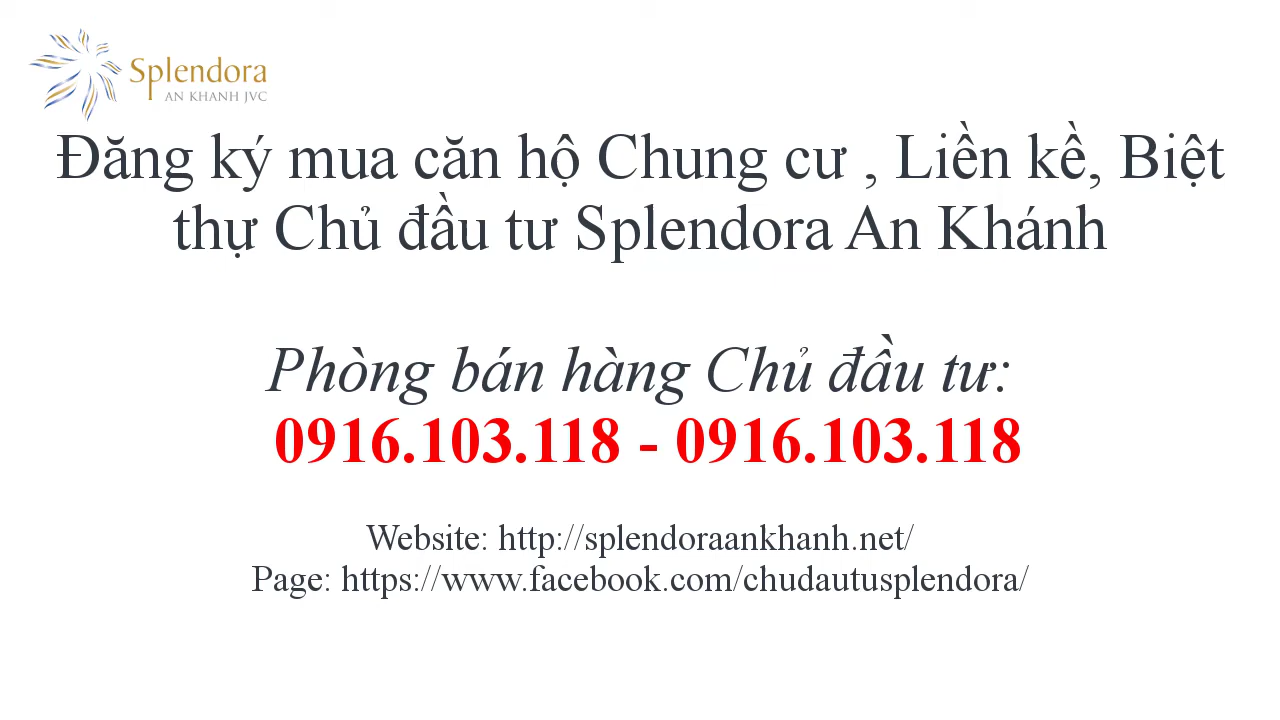 Splendora
AN KHANH JVC
Đăng ký mua căn hộ Chung cư , Liền kề, Biệt
thự Chủ đầu tư Splendora An Khánh
Phòng bán hàng Chủ đầu tư:
0916.103.118 - 0916.103.118
Website: http://splendoraankhanh.net/
Page: https://www.facebook.com/chudautusplendora/